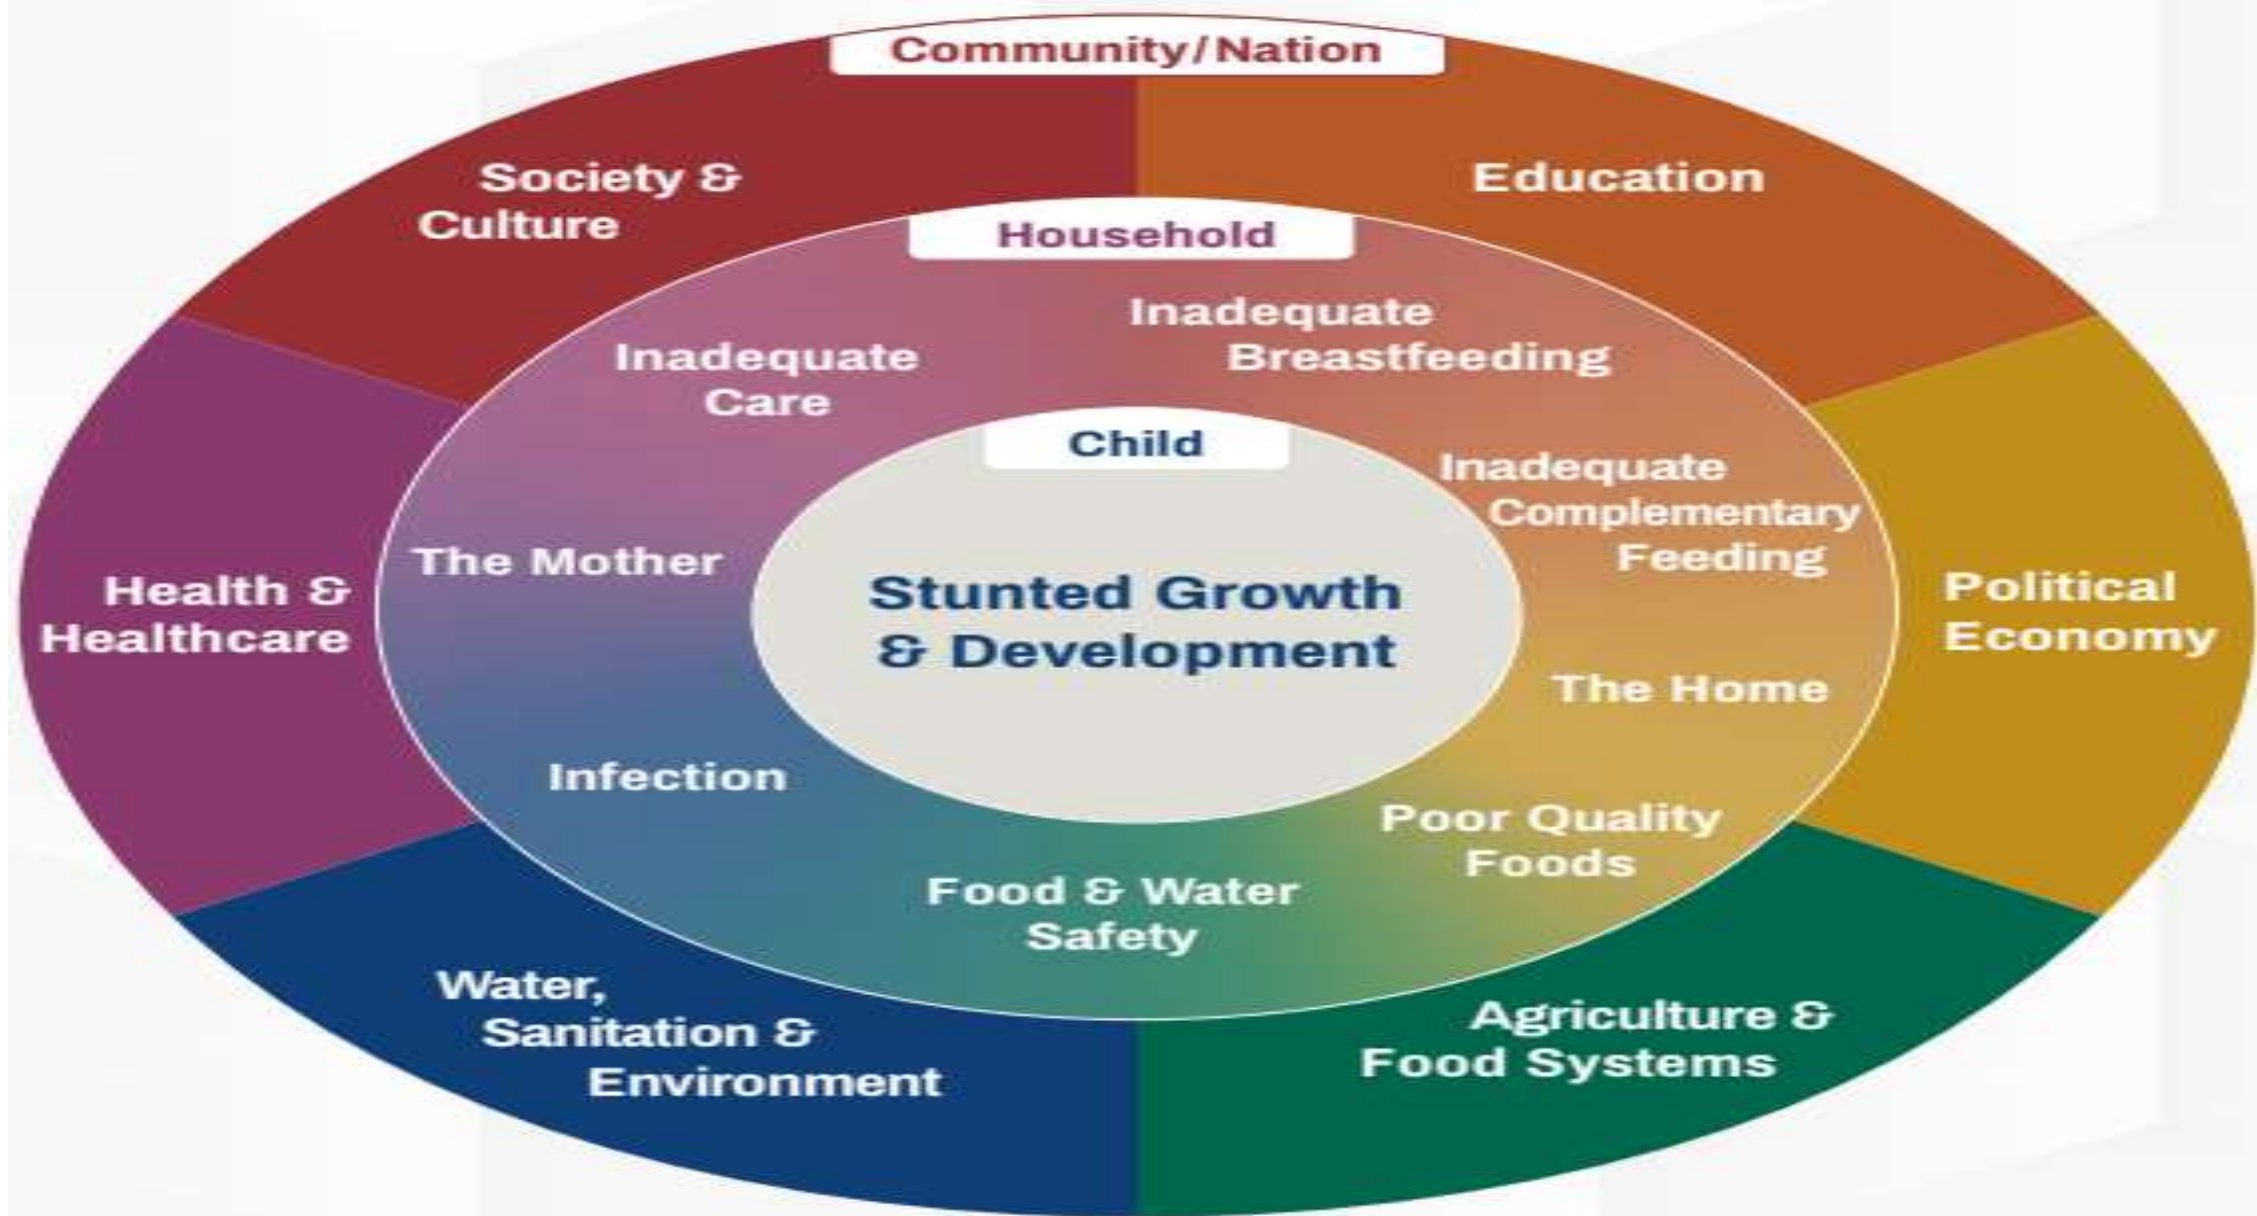 Community/Nation
Society &
Culture
Education
Household
Inadequate
Care
Inadequate
Breastfeeding
Child
Inadequate
Complementary
Feeding
The Mother
Stunted Growth
& Development
Health &
Healthcare
Political
Economy
The Home
Infection
Poor Quality
Foods
Food & Water
Safety
Water,
Sanitation &
Environment
Agriculture &
Food Systems